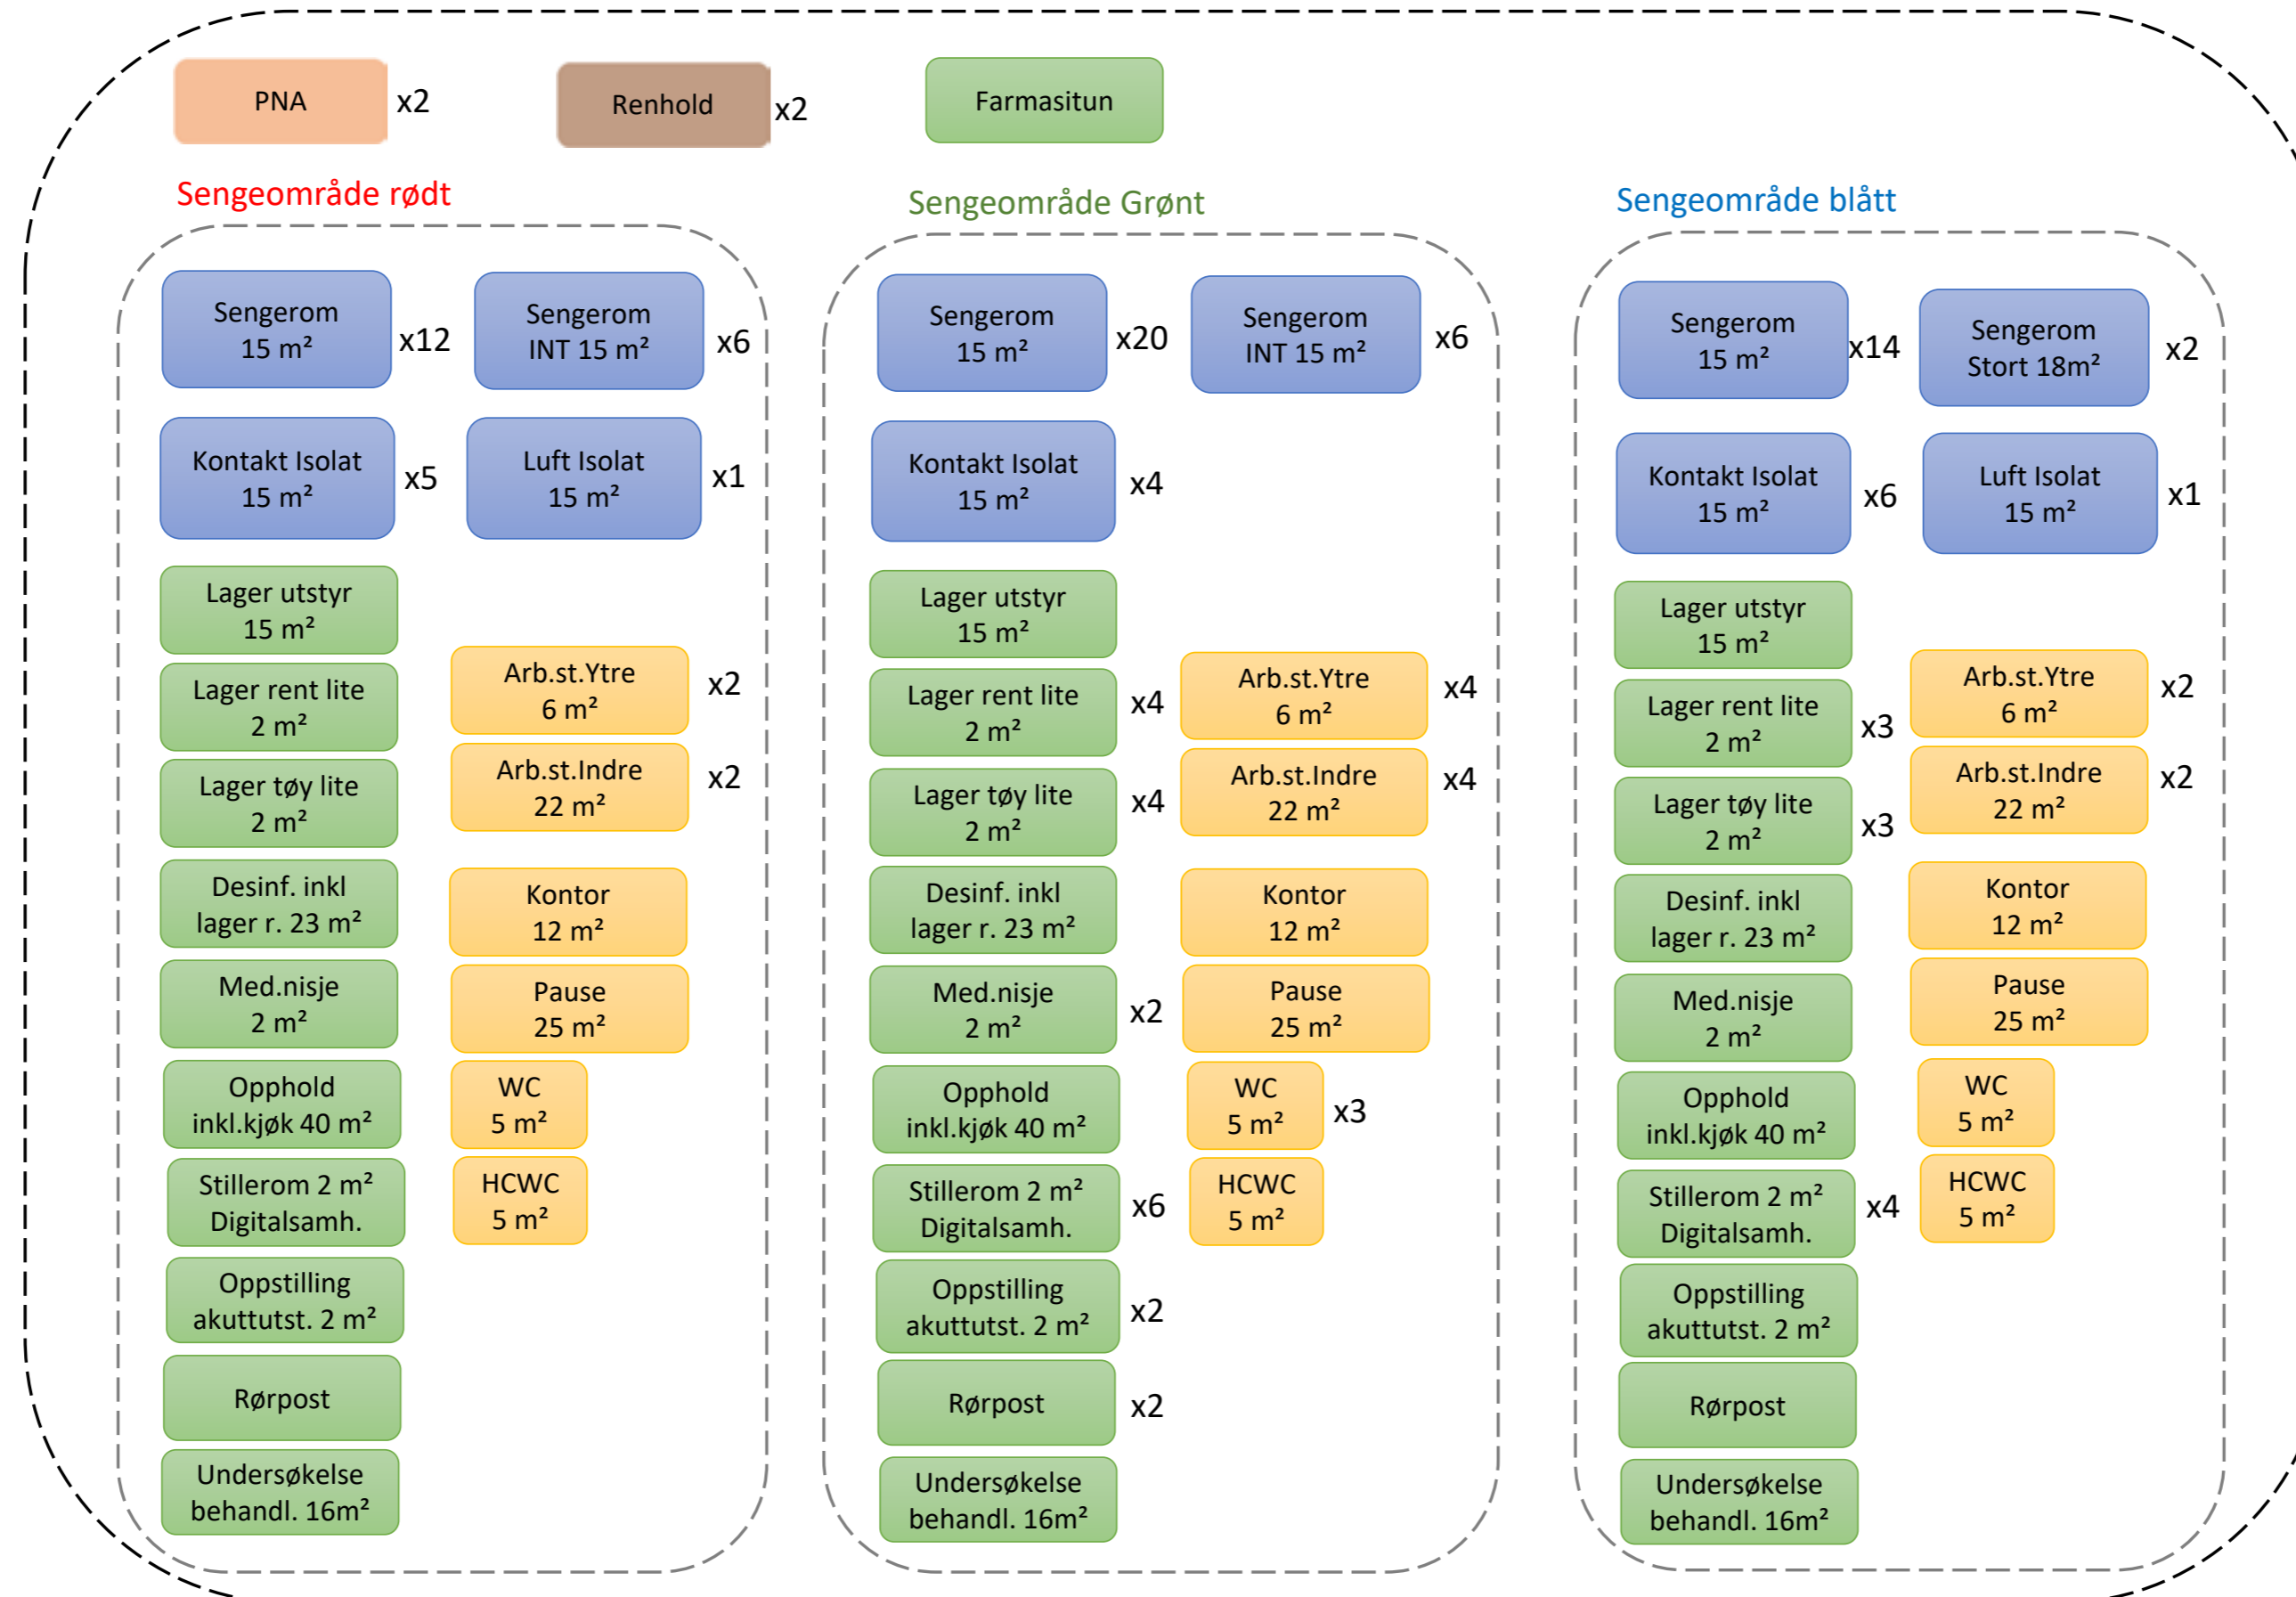 PNA
x2
Renhold
x2
Farmasitun
Sengeområde rødt
Sengerom
15 m²
x12
Sengerom
INT 15 m²
x6
Kontakt Isolat
15 m²
x5
Luft Isolat
15 m²
x1
Lager utstyr
15 m²
Lager rent lite
2 m²
Lager tøy lite
2 m²
Desinf. inkl
lager r. 23 m²
Med.nisje
2 m²
Opphold
inkl.kjøk 40 m²
Stillerom 2 m²
Digitalsamh.
Oppstilling
akuttutst. 2 m²
Rørpost
Undersøkelse
behandl. 16m²
Arb.st.Ytre
6 m²
x2
Arb.st.Indre
22 m²
x2
Kontor
12 m²
Pause
25 m²
WC
5 m²
HCWC
5 m²
Sengeområde Grønt
Sengerom
15 m²
x20
Sengerom
INT 15 m²
x6
Kontakt Isolat
15 m²
x4
Lager utstyr
15 m²
Lager rent lite
2 m²
x4
Lager tøy lite
2 m²
x4
Desinf. inkl
lager r. 23 m²
Med.nisje
2 m²
x2
Opphold
inkl.kjøk 40 m²
Stillerom 2 m²
Digitalsamh.
x6
Oppstilling
akuttutst. 2 m²
x2
Rørpost
x2
Undersøkelse
behandl. 16m²
Arb.st.Ytre
6 m²
x4
Arb.st.Indre
22 m²
x4
Kontor
12 m²
Pause
25 m²
WC
5 m²
x3
HCWC
5 m²
Sengeområde blått
Sengerom
15 m²
x14
Sengerom
Stort 18m²
x2
Kontakt Isolat
15 m²
x6
Luft Isolat
15 m²
x1
Lager utstyr
15 m²
Lager rent lite
2 m²
x3
Lager tøy lite
2 m²
x3
Desinf. inkl
lager r. 23 m²
Med.nisje
2 m²
Opphold
inkl.kjøk 40 m²
Stillerom 2 m²
Digitalsamh.
x4
Oppstilling
akuttutst. 2 m²
Rørpost
Undersøkelse
behandl. 16m²
Arb.st.Ytre
6 m²
x2
Arb.st.Indre
22 m²
x2
Kontor
12 m²
Pause
25 m²
WC
5 m²
HCWC
5 m²